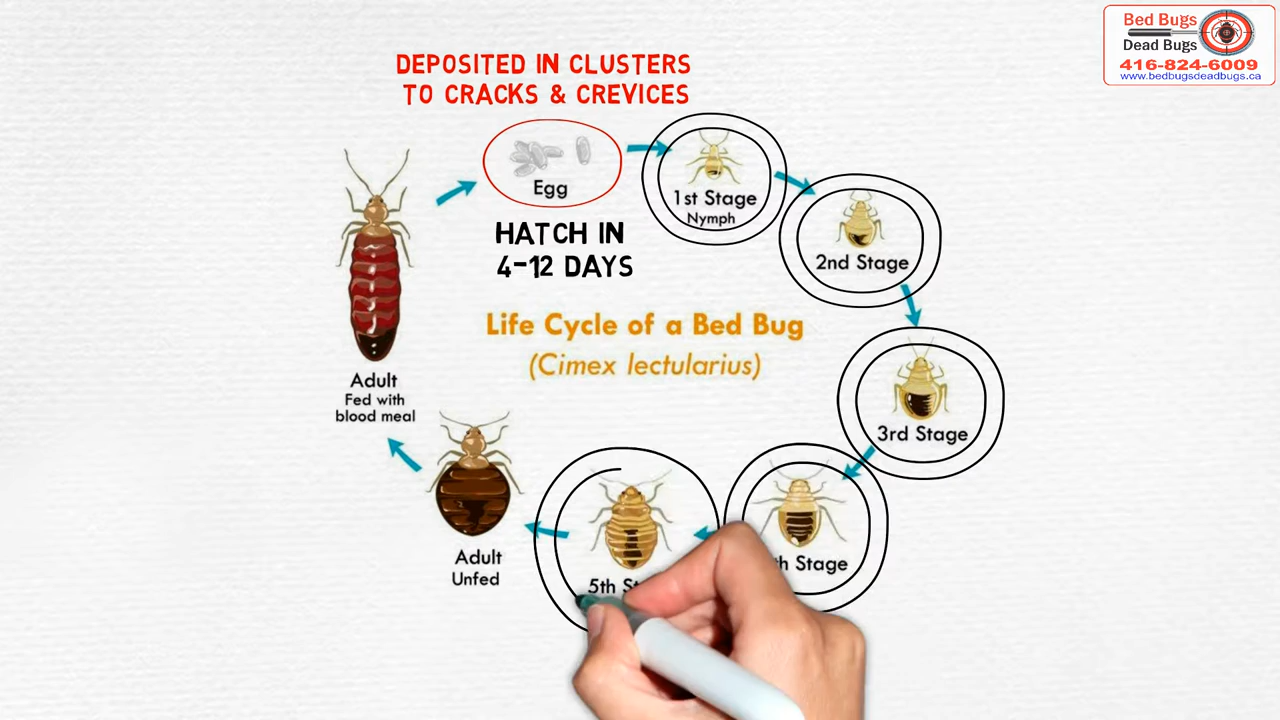 Bed Bugs
Dead Bugs
416-824-6009
www.bedbugsdeadbugs.ca
DEPOSITED IN CLUSTERS
TO CRACKS & CREVICES
Egg
HATCH IN
4-12 DAYS
1st Stage
Nymph
2nd Stage
Life Cycle of a Bed Bug
(Cimex lectularius)
3rd Stage
Adult
Fed with
blood meal
Stage
5th
Adult
Unfed